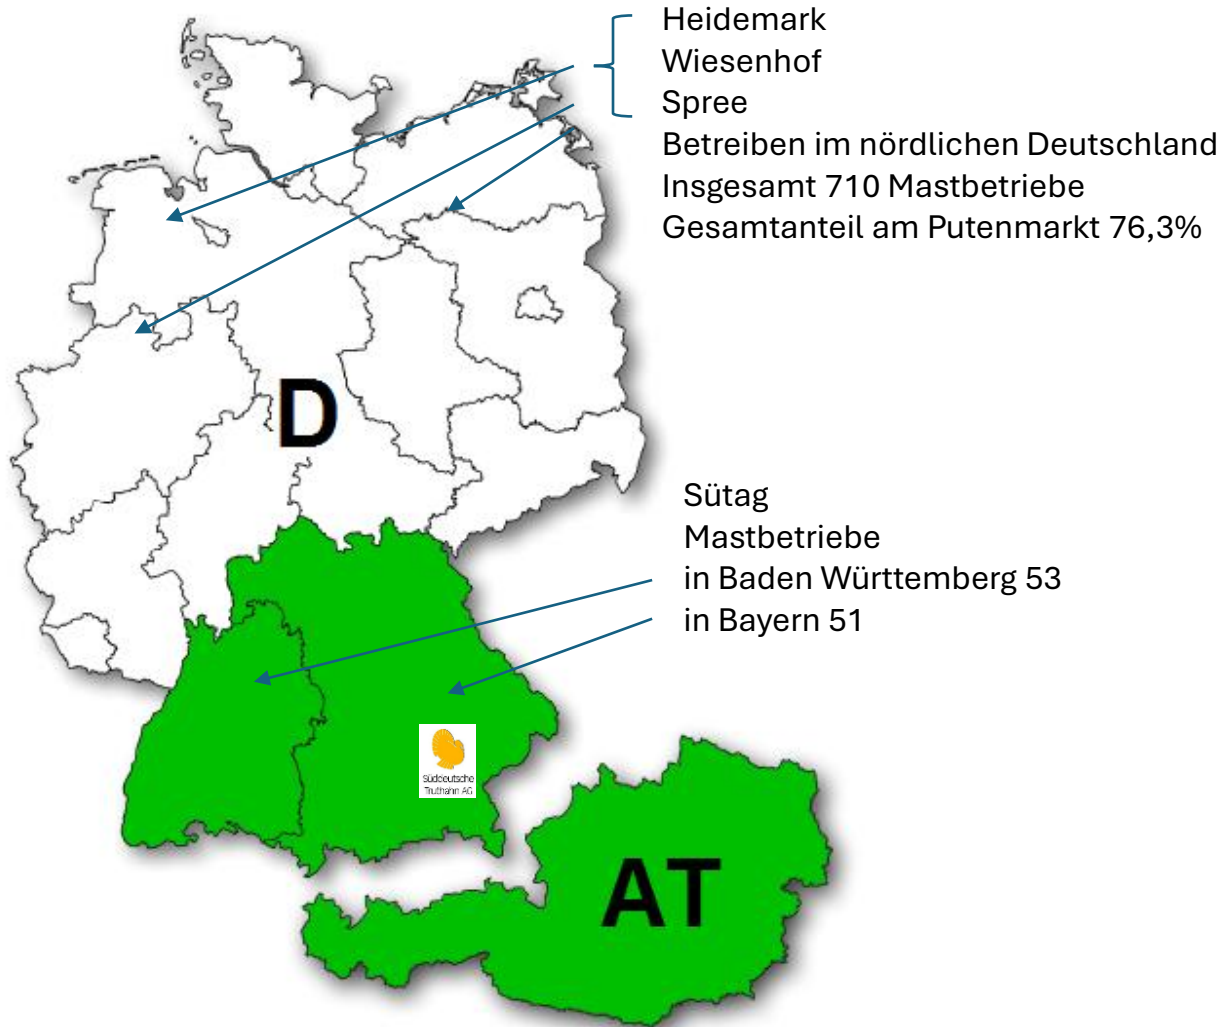 Heidemark
Wiesenhof
Spree
Betreiben im nördlichen Deutschland
Insgesamt 710 Mastbetriebe
Gesamtanteil am Putenmarkt 76,3%
D
Sütag
Mastbetriebe
in Baden Württemberg 53
in Bayern 51
Süddeutsche
Truthahn AG
AT